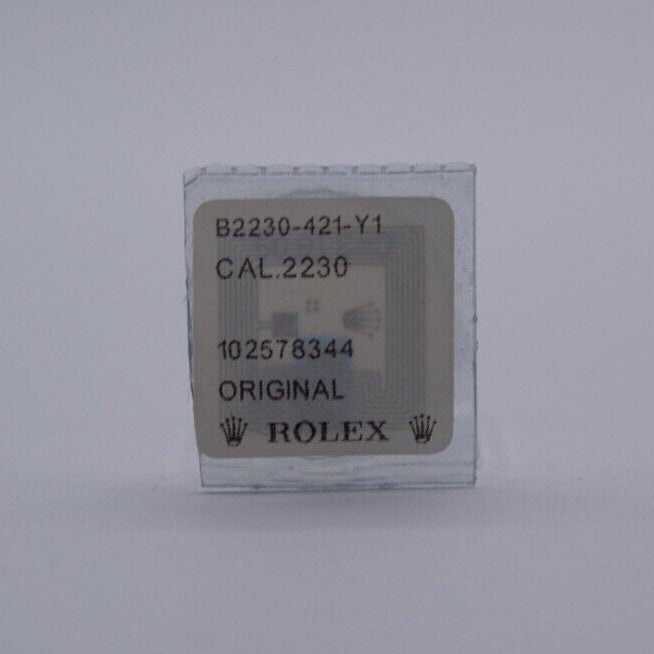 B2230-421-Y1
CAL.2230
102578344
ORIGINAL
ROLEX